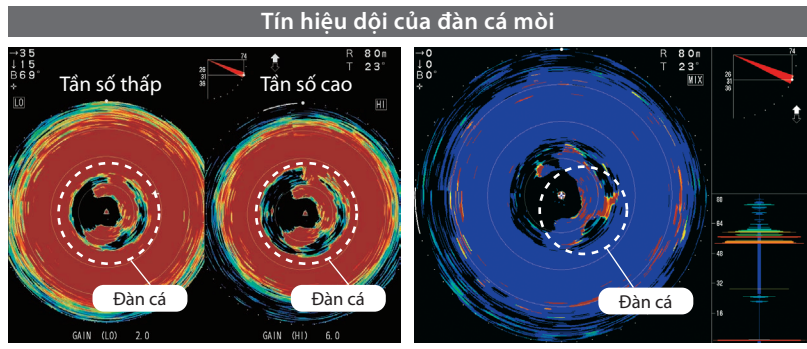 Tín hiệu dội của đàn cá mòi
→35
↓15
B69°
LO
Tần số thấp
74
26
31
36
Tần số cao
R 80m
T 23°
HI
Đàn cá
Đàn cá
GAIN (LO) 2.0
GAIN (HI) 6.0
→0
↓0
B0°
R 80m
T 23°
MIX
Đàn cá
74
26
31
36
80
64
48
32
16